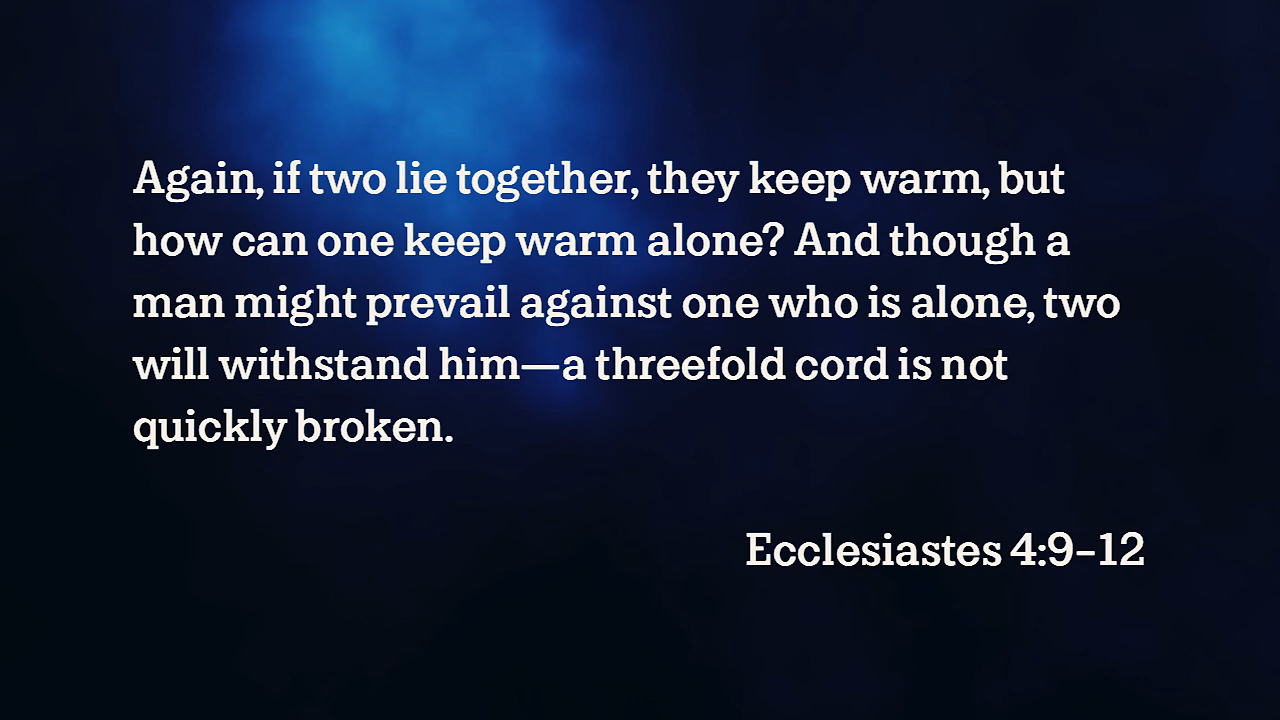 Again, if two lie together, they keep warm, but
how can one keep warm alone? And though a
man might prevail against one who is alone, two
will withstand him—a threefold cord is not
quickly broken.
Ecclesiastes 4:9–12